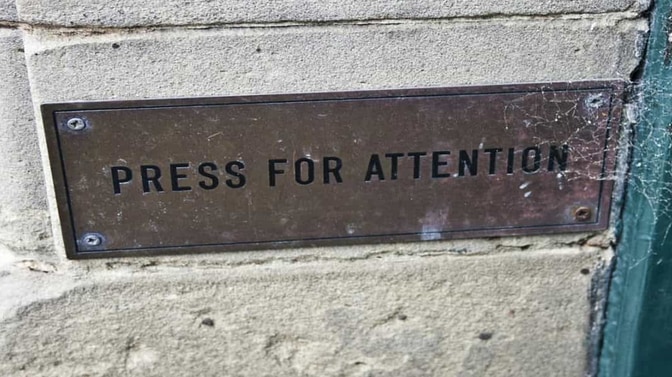 PRESS FOR ATTENTION